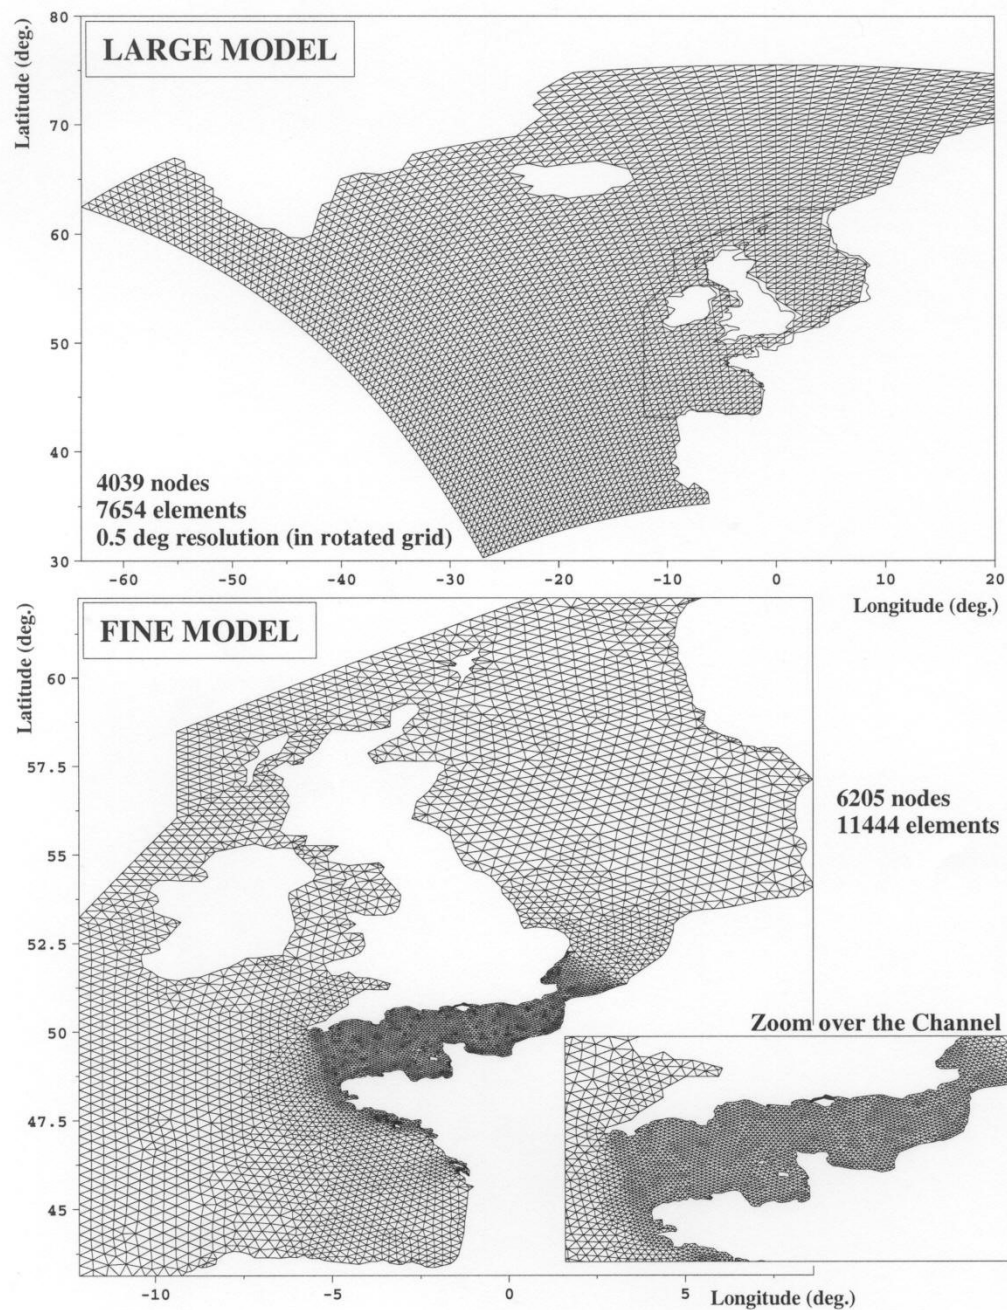 Latitude (deg.)
80
70
60
50
40
30
LARGE MODEL
4039 nodes
7654 elements
0.5 deg resolution (in rotated grid)
-60
-50
-40
-30
-20
-10
0
10
20
Longitude (deg.)
Latitude (deg.)
60
57.5
55
52.5
50
47.5
45
FINE MODEL
6205 nodes
11444 elements
Zoom over the Channel
-10
-5
0
5
Longitude (deg.)